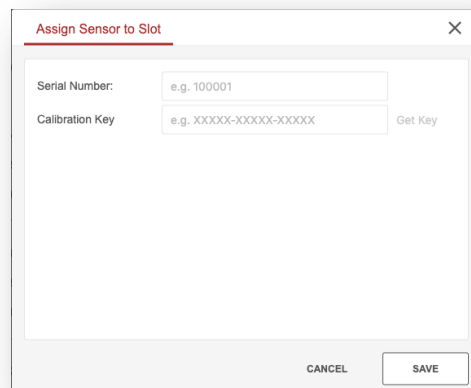 Assign Sensor to Slot
Serial Number: e.g. 100001
Calibration Key e.g. XXXXX-XXXXX-XXXXX Get Key
CANCEL SAVE